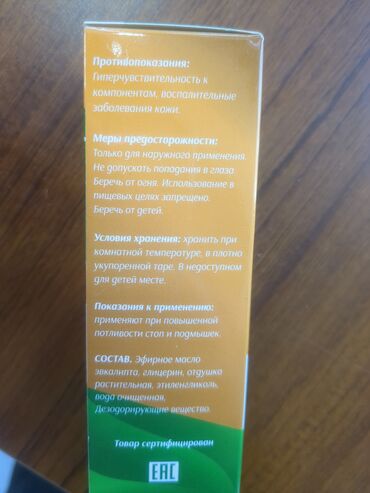 Противопоказания:
Гиперчувствительность к
компонентам, воспалительные
заболевания кожи.
Меры предосторожности:
Только для наружного применения.
Не допускать попадания в глаза.
Беречь от огня. Использование в
пищевых целях запрещено.
Беречь от детей.
Условия хранения: хранить при
комнатной температуре, в плотно
укупоренной таре. В недоступном
для детей месте.
Показания к применению:
применяют при повышенной
потливости стоп и подмышек.
СОСТАВ. Эфирное масло
эвкалипта, глицерин, отдушка
растительная, этиленгликоль,
вода очищенная,
Дезодорирующие вещество.
Товар сертифицирован
EAC